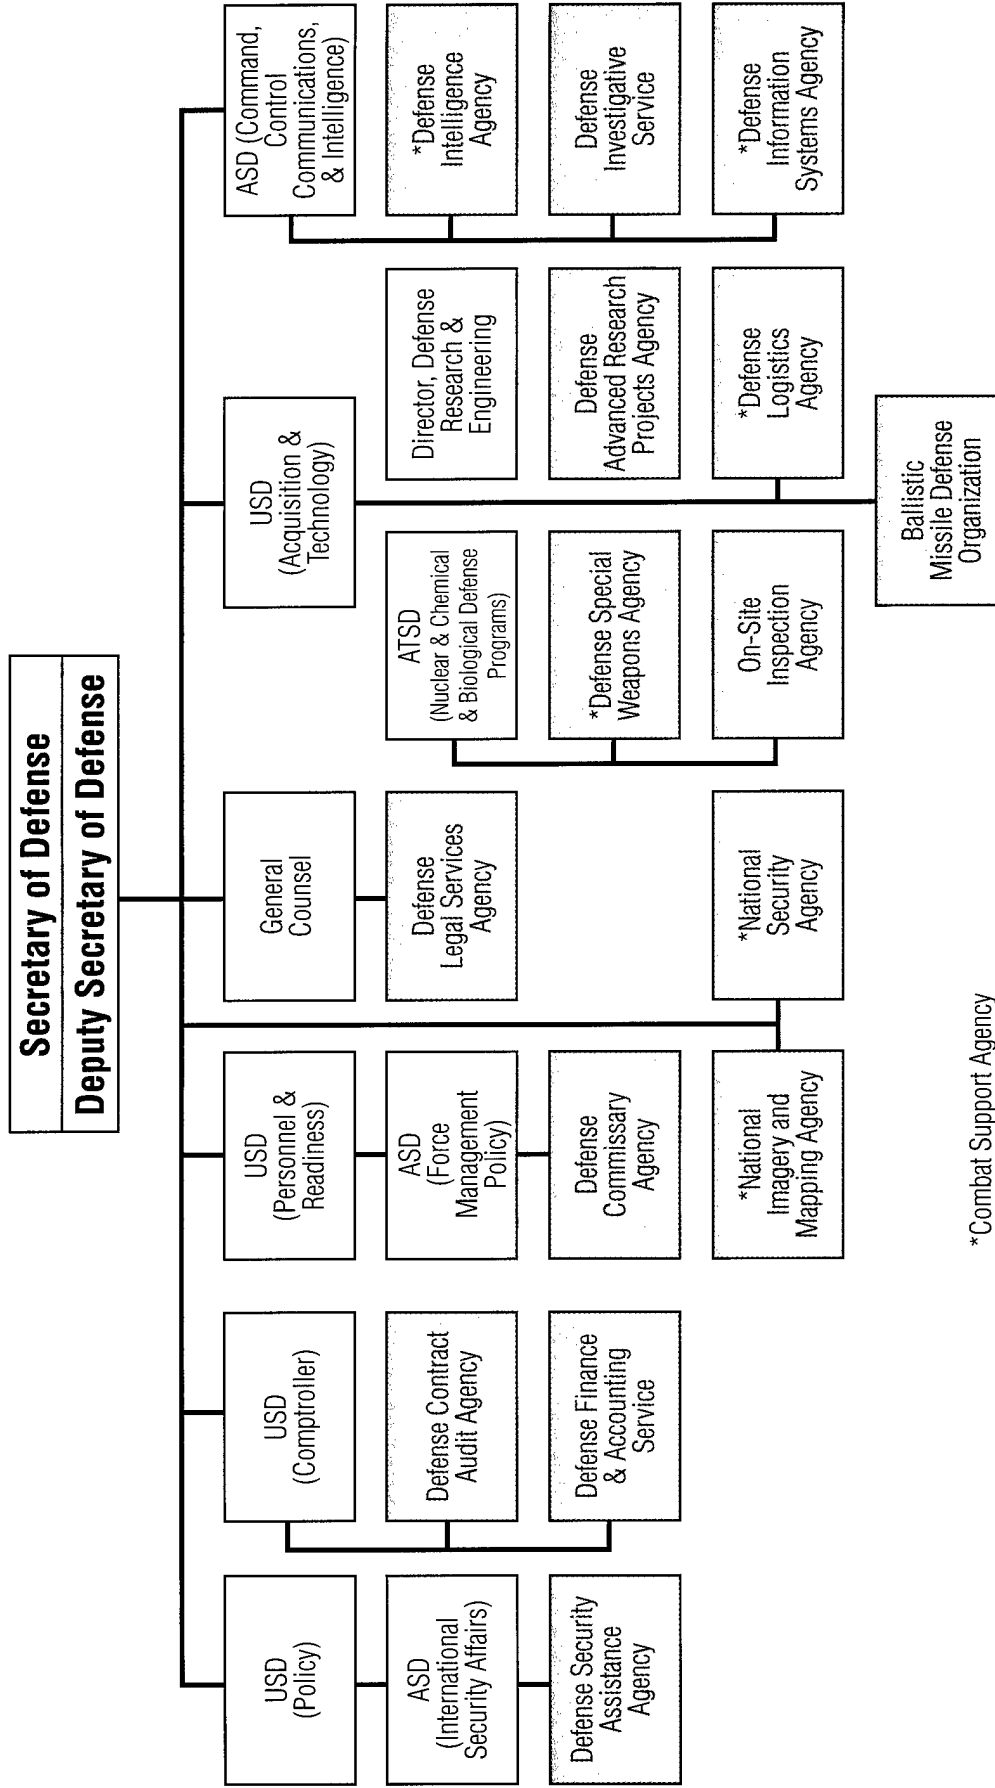 Secretary of Defense
Deputy Secretary of Defense
USD
(Policy)
ASD
(International
Security Affairs)
Defense Security
Assistance
Agency
USD
(Comptroller)
Defense Contract
Audit Agency
Defense Finance
& Accounting
Service
USD
(Personnel &
Readiness)
ASD
(Force
Management
Policy)
Defense
Commissary
Agency
*National
Imagery and
Mapping Agency
General
Counsel
Defense
Legal Services
Agency
*National
Security
Agency
USD
(Acquisition &
Technology)
ATSD
(Nuclear & Chemical
& Biological Defense
Programs)
*Defense Special
Weapons Agency
On-Site
Inspection
Agency
Director, Defense
Research &
Engineering
Defense
Advanced Research
Projects Agency
*Defense
Logistics
Agency
Ballistic
Missile Defense
Organization
ASD (Command,
Control
Communications,
& Intelligence)
*Defense
Intelligence
Agency
Defense
Investigative
Service
*Defense
Information
Systems Agency
*Combat Support Agency